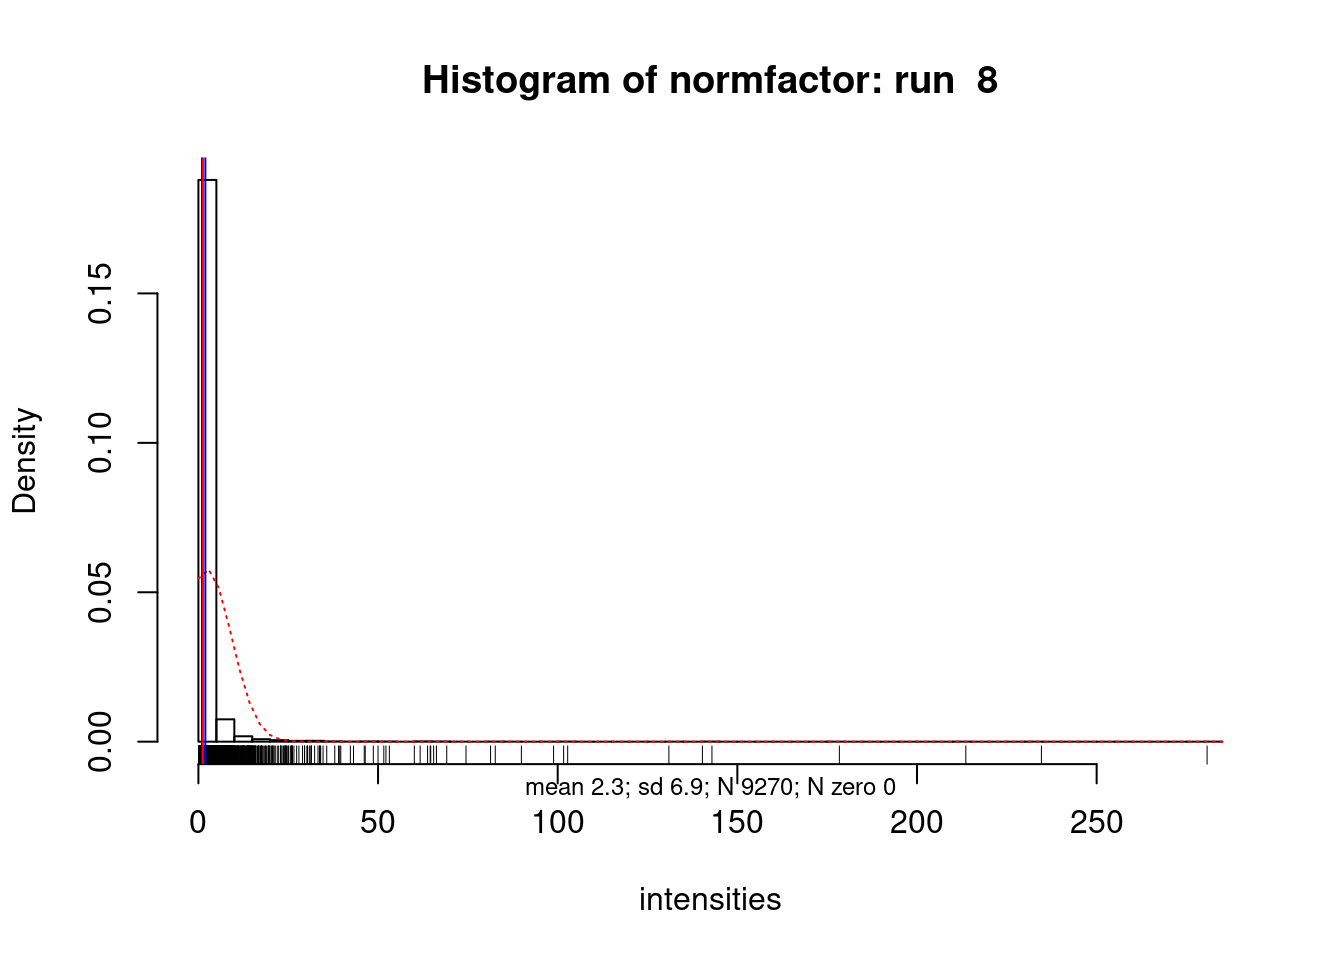 Histogram of normfactor: run  8
Density
0.15
0.10
0.05
0.00
mean 2.3; sd 6.9; N 9270; N zero 0
0 50 100 150 200 250
intensities